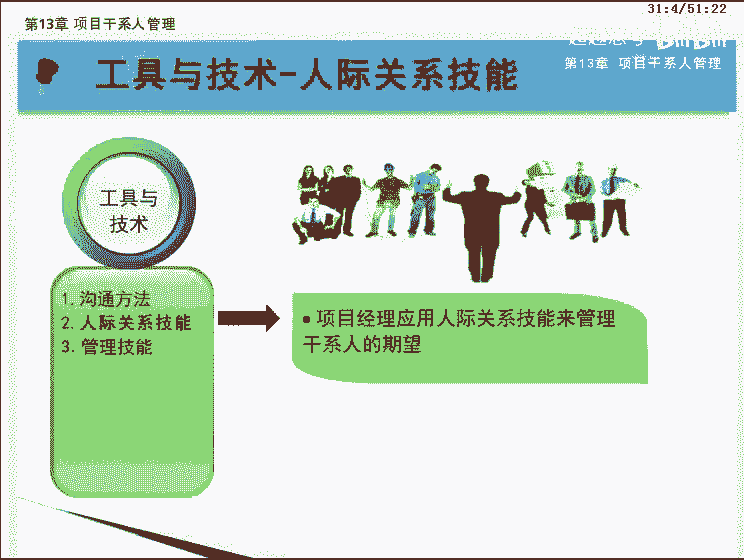 31:4/51:22
第13章 项目干系人管理
工具与技术-人际关系技能
第13章 项目干系人管理
工具与
技术
1. 沟通方法
2. 人际关系技能
3. 管理技能
• 项目经理应用人际关系技能来管理
干系人的期望